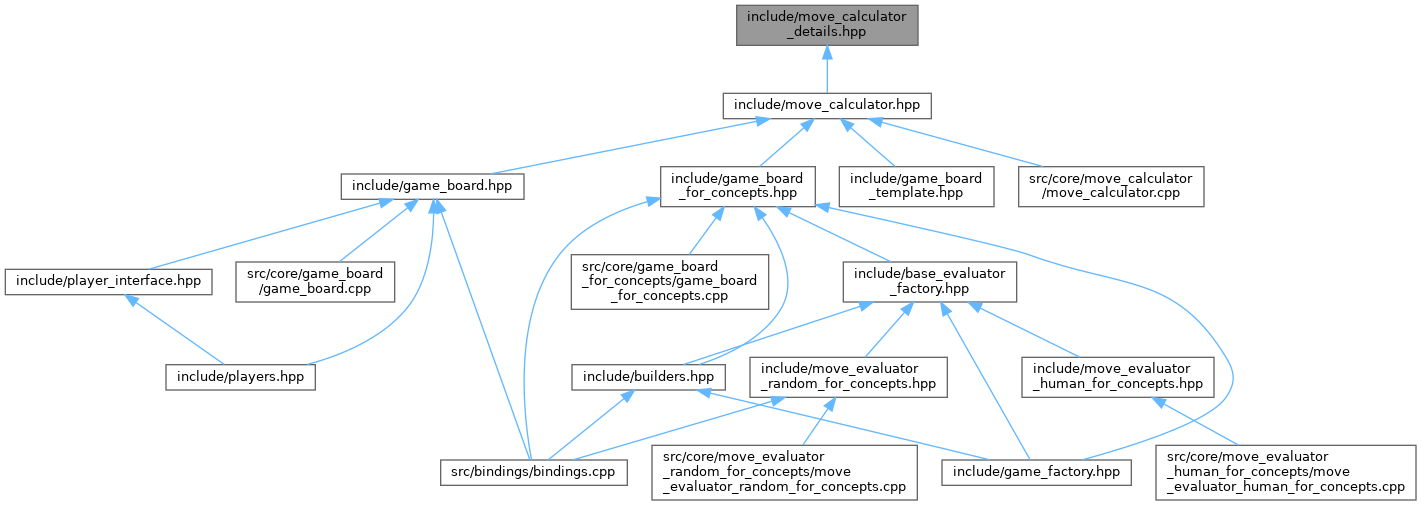 include/move_calculator
_details.hpp
include/move_calculator.hpp
include/game_board.hpp
include/game_board
_for_concepts.hpp
include/game_board
_template.hpp
src/core/move_calculator
/move_calculator.cpp
include/player_interface.hpp
src/core/game_board
/game_board.cpp
src/core/game_board
_for_concepts/game_board
_for_concepts.cpp
include/base_evaluator
_factory.hpp
include/players.hpp
include/builders.hpp
include/move_evaluator
_random_for_concepts.hpp
include/move_evaluator
_human_for_concepts.hpp
src/bindings/bindings.cpp
src/core/move_evaluator
_random_for_concepts/move
_evaluator_random_for_concepts.cpp
include/game_factory.hpp
src/core/move_evaluator
_human_for_concepts/move
_evaluator_human_for_concepts.cpp